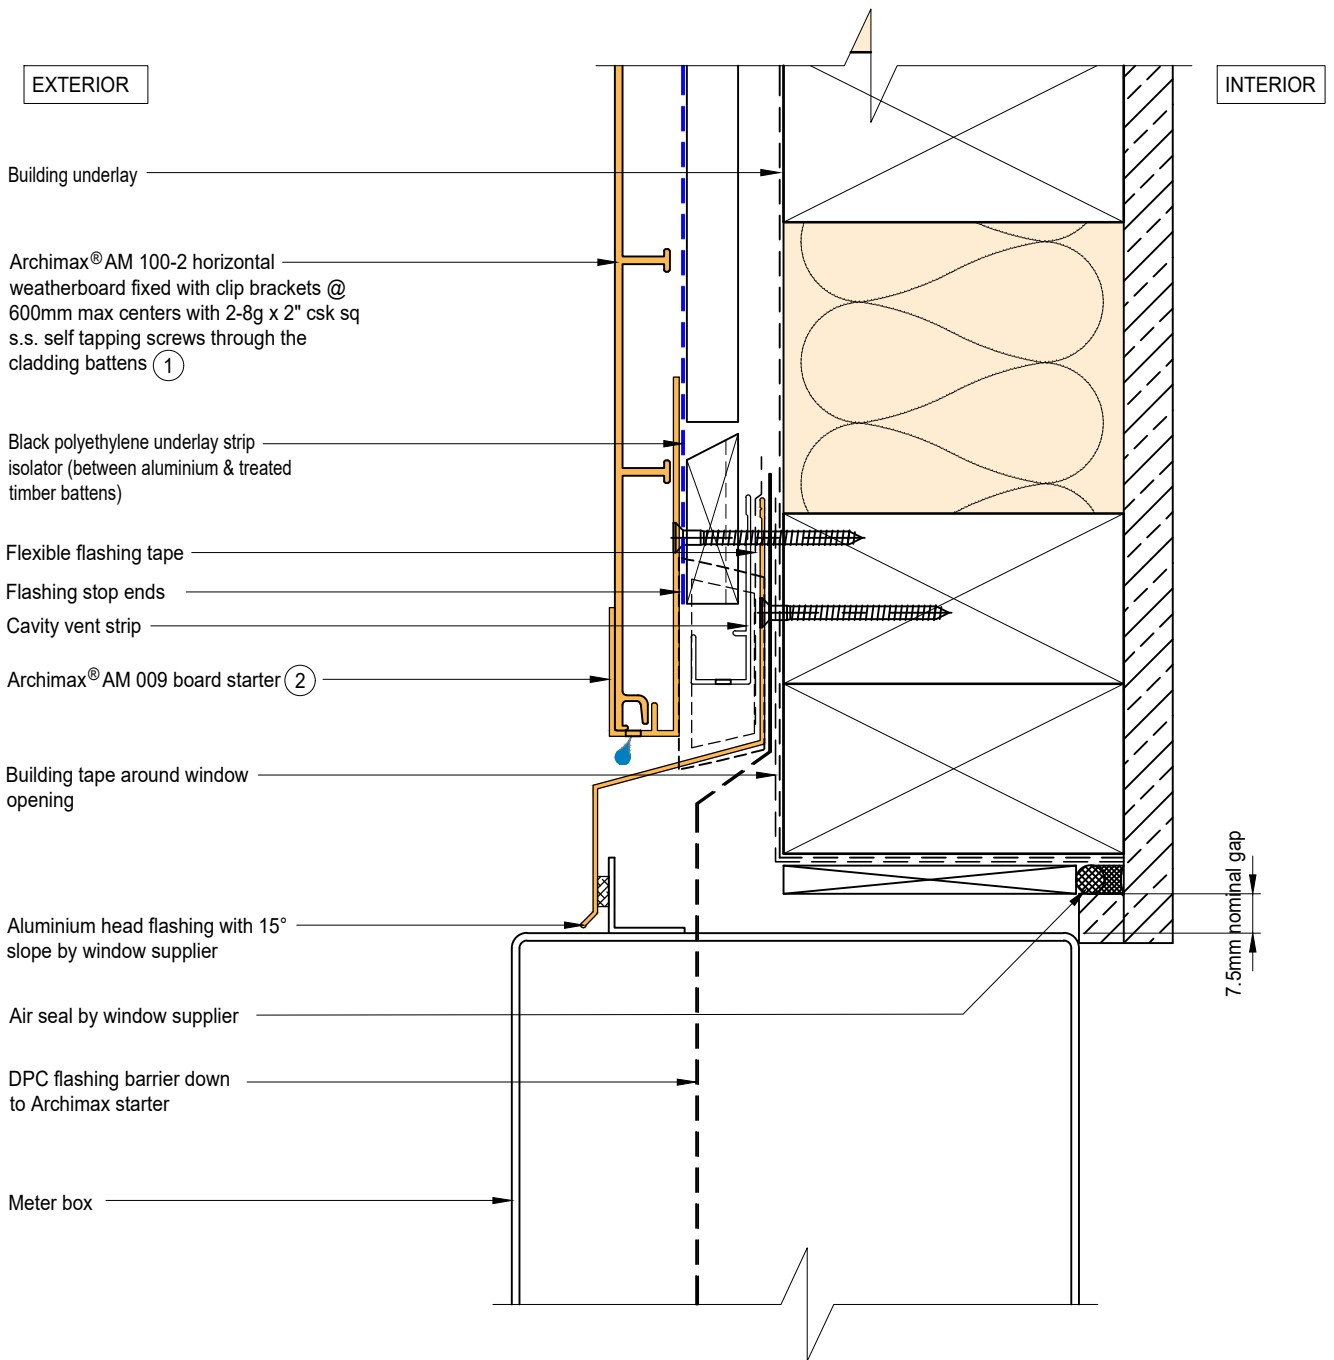 EXTERIOR
INTERIOR
Building underlay
Archimax® AM 100-2 horizontal
weatherboard fixed with clip brackets @
600mm max centers with 2-8g x 2" csk sq
s.s. self tapping screws through the
cladding battens 1
Black polyethylene underlay strip
isolator (between aluminium & treated
timber battens)
Flexible flashing tape
Flashing stop ends
Cavity vent strip
Archimax® AM 009 board starter 2
Building tape around window
opening
7.5mm nominal gap
Aluminium head flashing with 15°
slope by window supplier
Air seal by window supplier
DPC flashing barrier down
to Archimax starter
Meter box